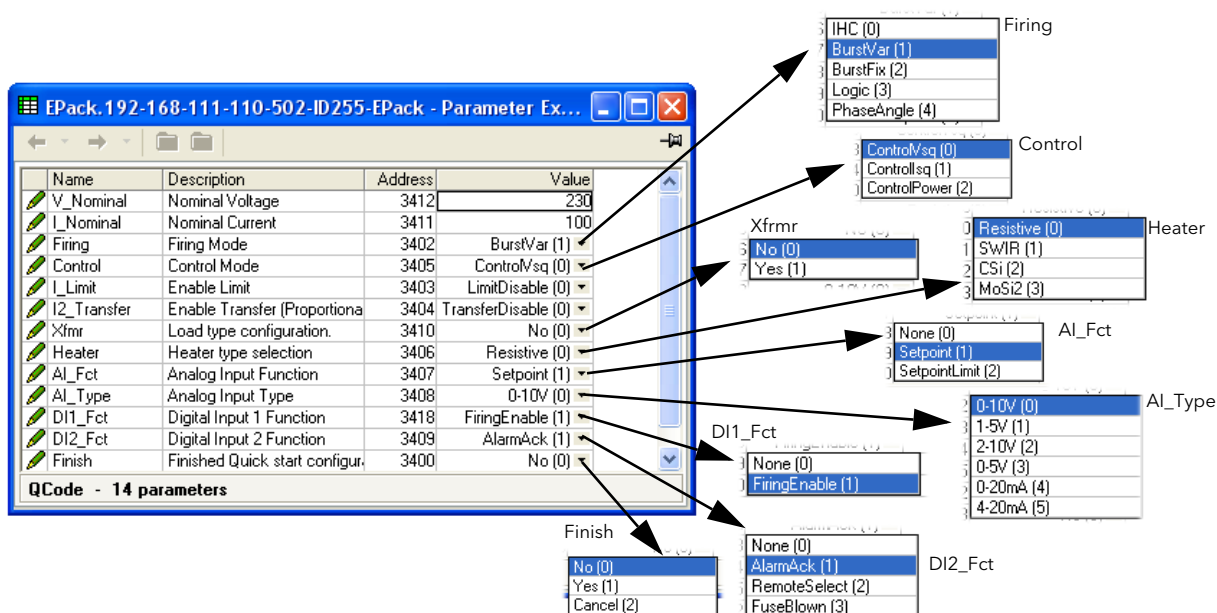 IHC (0)
BurstVar (1)
BurstFix (2)
Logic (3)
PhaseAngle (4)
Firing
EPack.192-168-111-110-502-ID255-EPack - Parameter Ex...
ControlVsq (0)
ControlIsq (1)
ControlPower (2)
Control
Name Description Address Value
V_Nominal Nominal Voltage 3412 230
I_Nominal Nominal Current 3411 100
Firing Firing Mode 3402 BurstVar (1)
Control Control Mode 3405 ControlVsq (0)
I_Limit Enable Limit 3403 LimitDisable (0)
I2_Transfer Enable Transfer (Proportiona 3404 TransferDisable (0)
Xfmr Load type configuration. 3410 No (0)
Heater Heater type selection 3406 Resistive (0)
AI_Fct Analog Input Function 3407 Setpoint (1)
AI_Type Analog Input Type 3408 0-10V (0)
DI1_Fct Digital Input 1 Function 3418 FiringEnable (1)
DI2_Fct Digital Input 2 Function 3409 AlarmAck (1)
Finish Finished Quick start configur. 3400 No (0)
QCode - 14 parameters
Xfrmr
No (0)
Yes (1)
Resistive (0)
SWIR (1)
CSi (2)
MoSi2 (3)
Heater
None (0)
Setpoint (1)
SetpointLimit (2)
AI_Fct
0-10V (0)
1-5V (1)
2-10V (2)
0-5V (3)
0-20mA (4)
4-20mA (5)
AI_Type
DI1_Fct
None (0)
FiringEnable (1)
Finish
No (0)
Yes (1)
Cancel (2)
None (0)
AlarmAck (1)
RemoteSelect (2)
FuseBlown (3)
DI2_Fct